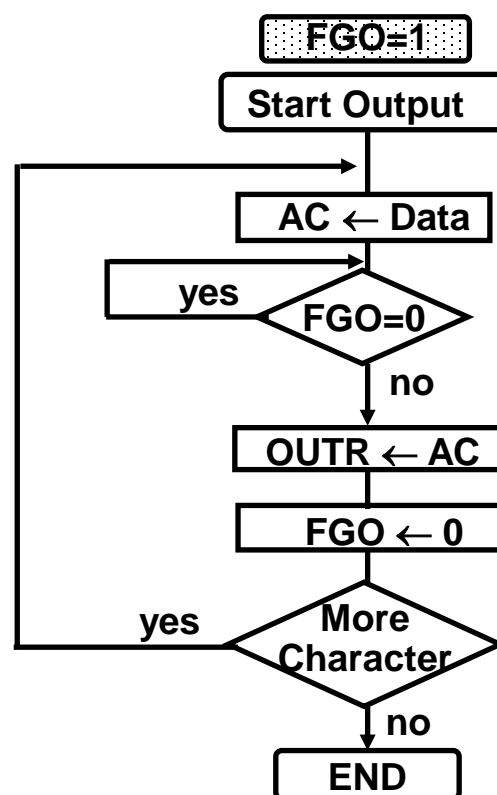 FGO=1
Start Output
AC ← Data
yes
FGO=0
no
OUTR ← AC
FGO ← 0
yes
More
Character
no
END